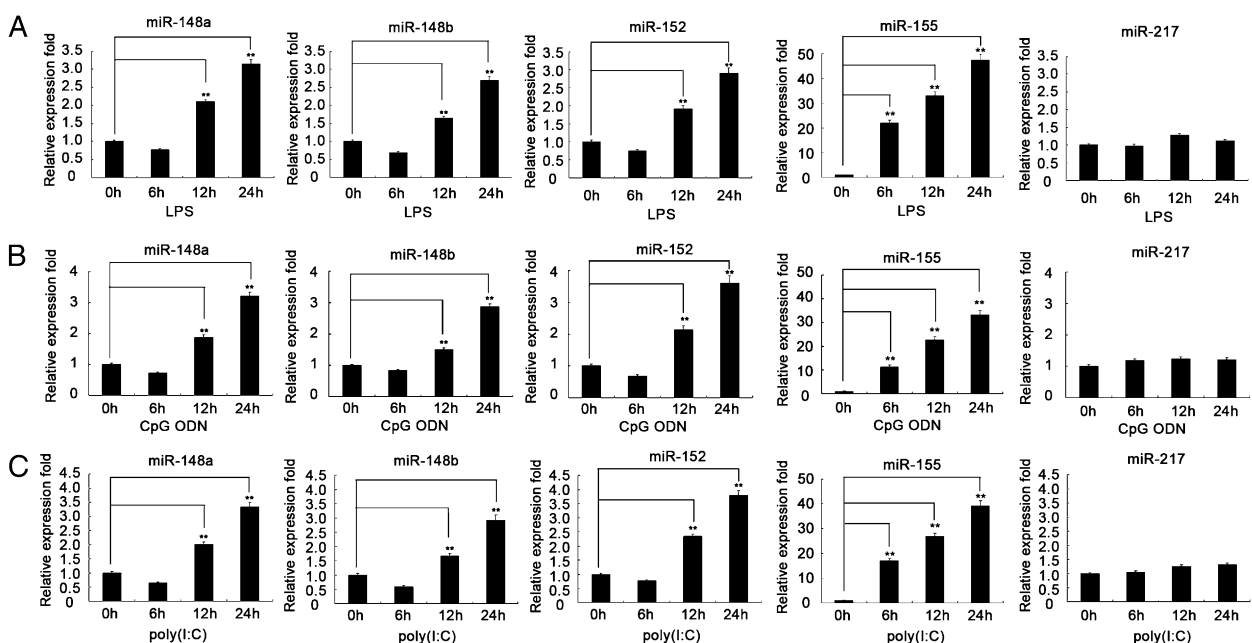 A
miR-148a
Relative expression fold
3.5
3.0
2.5
2.0
1.5
1.0
0.5
0
**
**
0h 6h 12h 24h
LPS
miR-148b
Relative expression fold
3.5
3.0
2.5
2.0
1.5
1.0
0.5
0
**
**
0h 6h 12h 24h
LPS
miR-152
Relative expression fold
3.5
3.0
2.5
2.0
1.5
1.0
0.5
0
**
**
0h 6h 12h 24h
LPS
miR-155
Relative expression fold
50
40
30
20
10
0
**
**
**
0h 6h 12h 24h
LPS
miR-217
Relative expression fold
3.5
3.0
2.5
2.0
1.5
1.0
0.5
0
0h 6h 12h 24h
LPS
B
miR-148a
Relative expression fold
4
3
2
1
0
**
**
0h 6h 12h 24h
CpG ODN
miR-148b
Relative expression fold
4
3
2
1
0
**
**
0h 6h 12h 24h
CpG ODN
miR-152
Relative expression fold
4
3
2
1
0
**
**
0h 6h 12h 24h
CpG ODN
miR-155
Relative expression fold
50
40
30
20
10
0
**
**
**
0h 6h 12h 24h
CpG ODN
miR-217
Relative expression fold
4
3
2
1
0
0h 6h 12h 24h
CpG ODN
C
miR-148a
Relative expression fold
4.5
4.0
3.5
3.0
2.5
2.0
1.5
1.0
0.5
0
**
**
0h 6h 12h 24h
poly(I:C)
miR-148b
Relative expression fold
4.5
4.0
3.5
3.0
2.5
2.0
1.5
1.0
0.5
0
**
**
0h 6h 12h 24h
poly(I:C)
miR-152
Relative expression fold
4.5
4.0
3.5
3.0
2.5
2.0
1.5
1.0
0.5
0
**
**
0h 6h 12h 24h
poly(I:C)
miR-155
Relative expression fold
50
40
30
20
10
0
**
**
**
0h 6h 12h 24h
poly(I:C)
miR-217
Relative expression fold
4.5
4.0
3.5
3.0
2.5
2.0
1.5
1.0
0.5
0
0h 6h 12h 24h
poly(I:C)